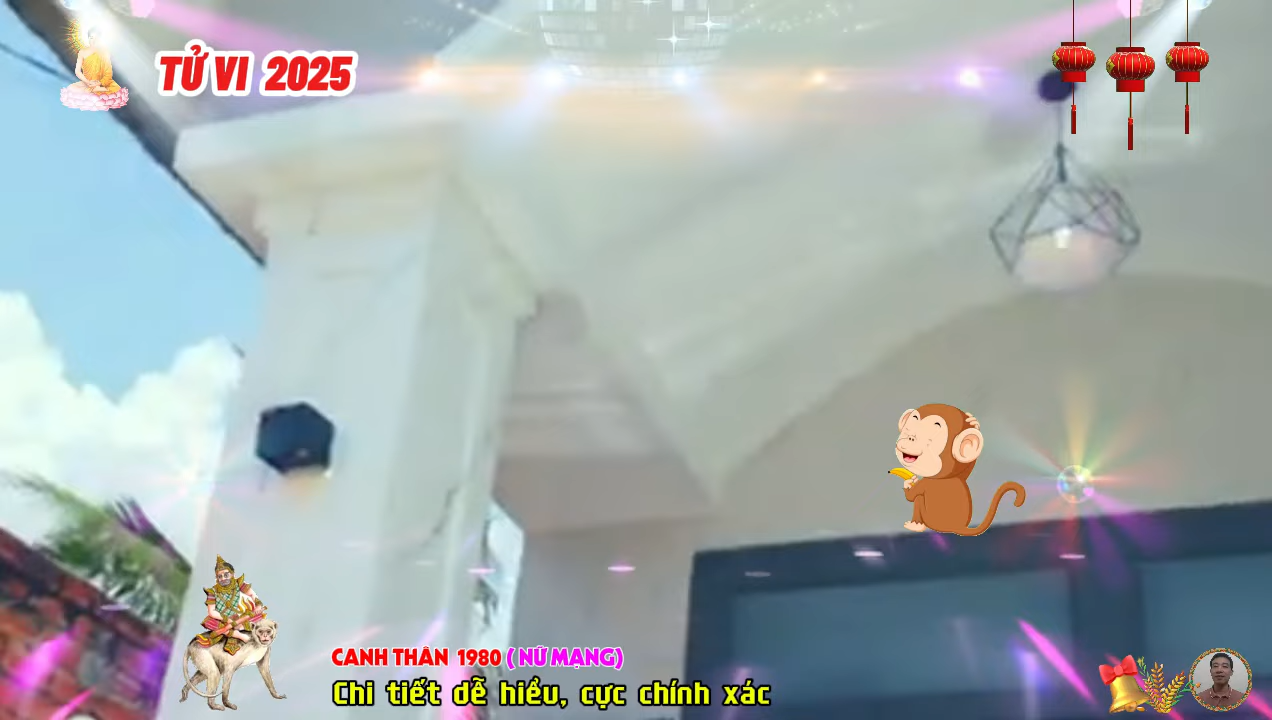 TỬ VI 2025
CANH THÂN 1980 ( NỮ MẠNG)
Chi tiết dễ hiểu, cực chính xác